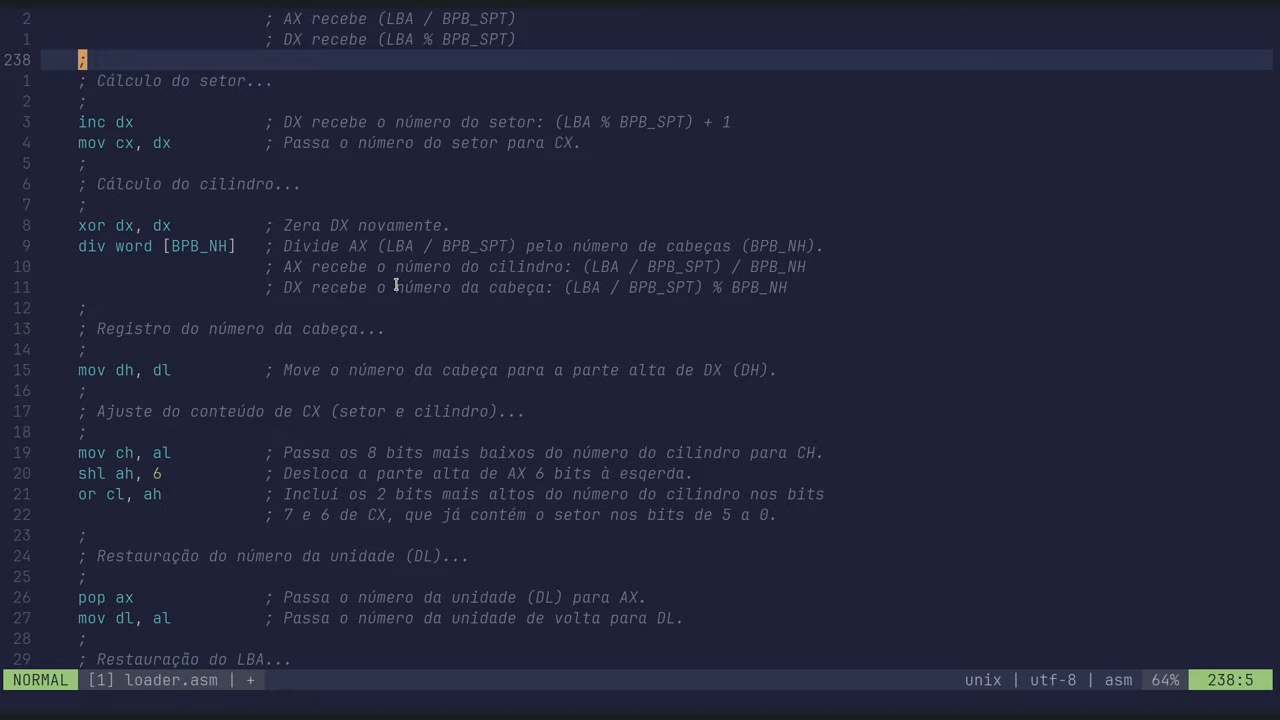 2 ; AX recebe (LBA / BPB_SPT)
1 ; DX recebe (LBA % BPB_SPT)
238 ;
1 ; Cálculo do setor...
2 ;
3 inc dx ; DX recebe o número do setor: (LBA % BPB_SPT) + 1
4 mov cx, dx ; Passa o número do setor para CX.
5 ;
6 ; Cálculo do cilindro...
7 ;
8 xor dx, dx ; Zera DX novamente.
9 div word [BPB_NH] ; Divide AX (LBA / BPB_SPT) pelo número de cabeças (BPB_NH).
10 ; AX recebe o número do cilindro: (LBA / BPB_SPT) / BPB_NH
11 ; DX recebe o número da cabeça: (LBA / BPB_SPT) % BPB_NH
12 ;
13 ; Registro do número da cabeça...
14 ;
15 mov dh, dl ; Move o número da cabeça para a parte alta de DX (DH).
16 ;
17 ; Ajuste do conteúdo de CX (setor e cilindro)...
18 ;
19 mov ch, al ; Passa os 8 bits mais baixos do número do cilindro para CH.
20 shl ah, 6 ; Desloca a parte alta de AX 6 bits à esqerda.
21 or cl, ah ; Inclui os 2 bits mais altos do número do cilindro nos bits
22 ; 7 e 6 de CX, que já contém o setor nos bits de 5 a 0.
23 ;
24 ; Restauração do número da unidade (DL)...
25 ;
26 pop ax ; Passa o número da unidade (DL) para AX.
27 mov dl, al ; Passa o número da unidade de volta para DL.
28 ;
29 ; Restauração do LBA...
NORMAL [1] loader.asm | + unix | utf-8 | asm 64% 238:5